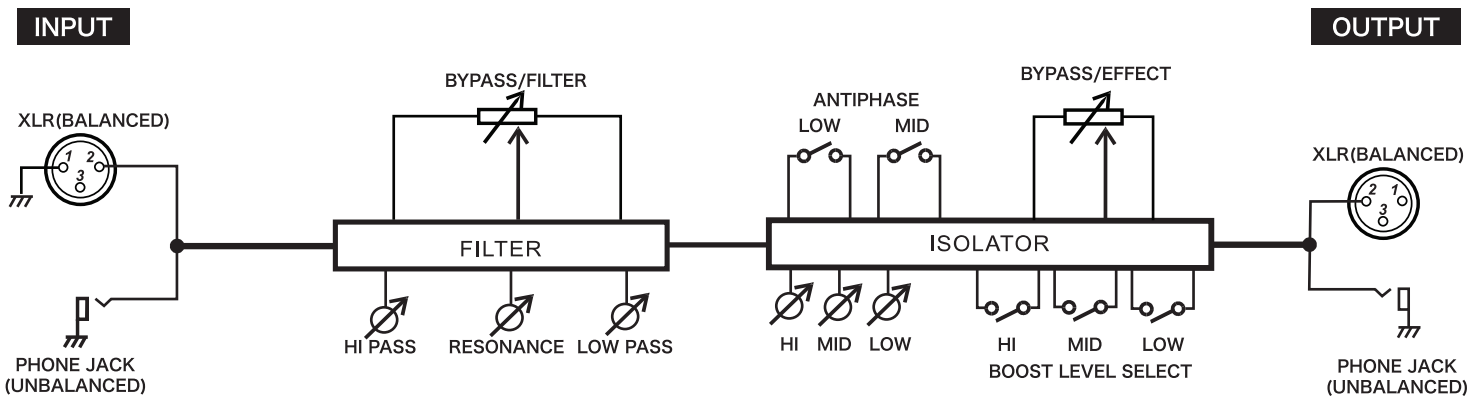 INPUT
OUTPUT
BYPASS/FILTER
BYPASS/EFFECT
ANTIPHASE
LOW MID
XLR(BALANCED)
1 2
3
XLR(BALANCED)
2 1
3
FILTER
ISOLATOR
HI PASS RESONANCE LOW PASS
HI MID LOW
HI MID LOW
BOOST LEVEL SELECT
PHONE JACK
(UNBALANCED)
PHONE JACK
(UNBALANCED)